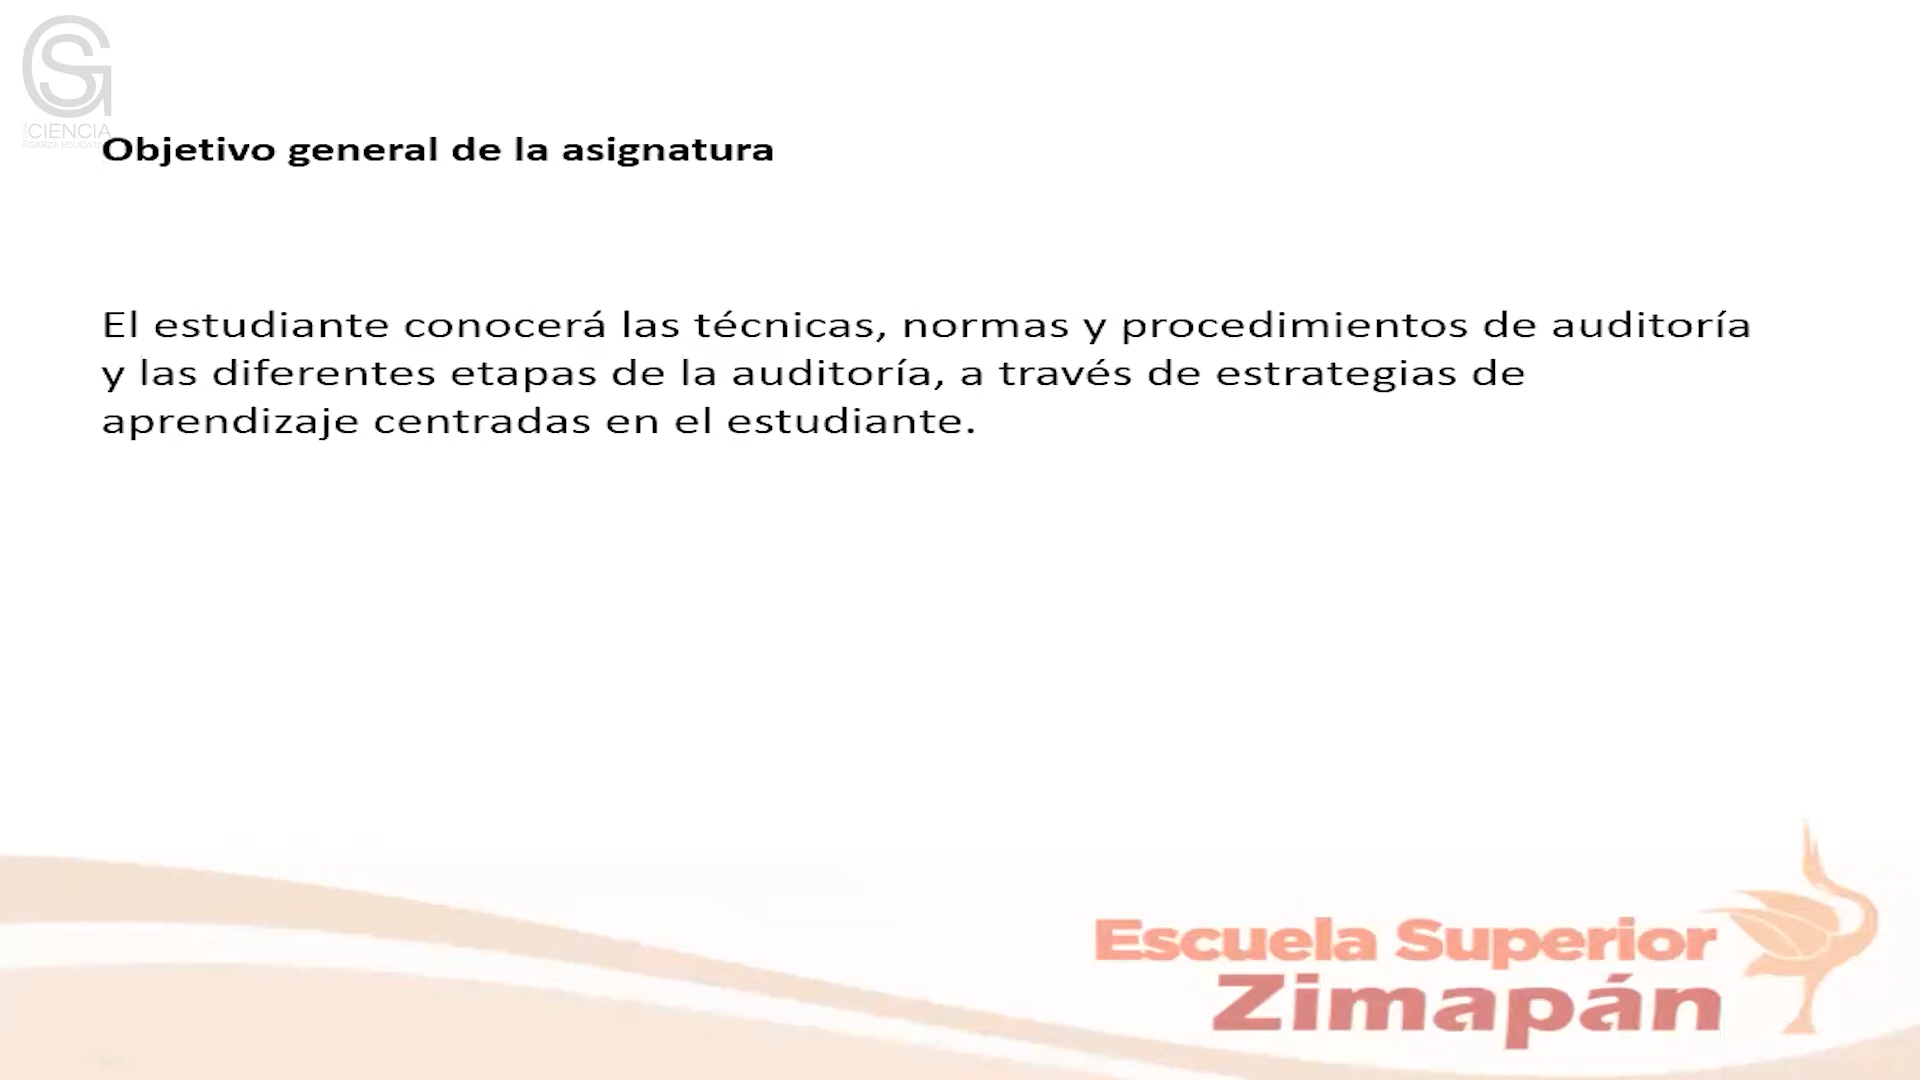 CIENCIA
Objetivo general de la asignatura
El estudiante conocerá las técnicas, normas y procedimientos de auditoría
y las diferentes etapas de la auditoría, a través de estrategias de
aprendizaje centradas en el estudiante.
Escuela Superior
Zimapán